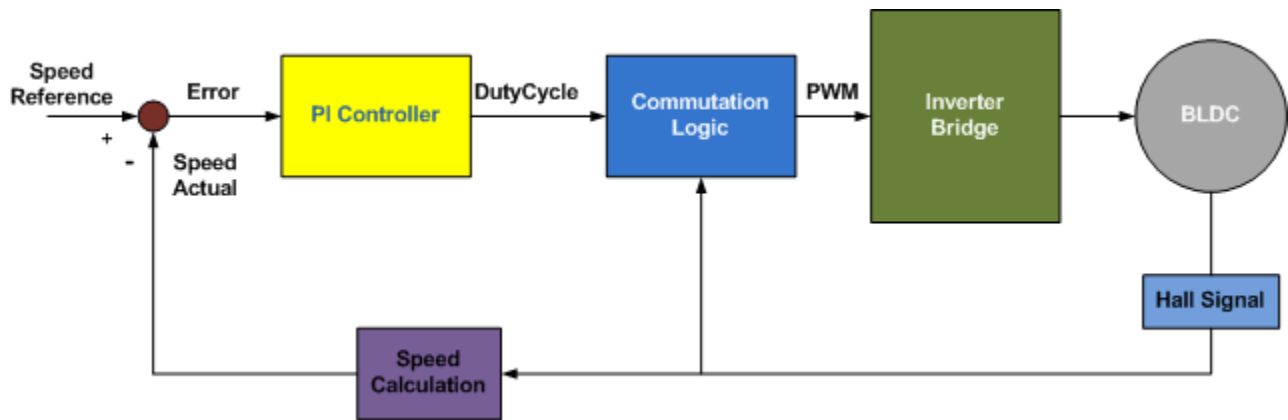 Speed
Reference
+
-
Error
Speed
Actual
PI Controller
DutyCycle
Commutation
Logic
PWM
Inverter
Bridge
BLDC
Hall Signal
Speed
Calculation